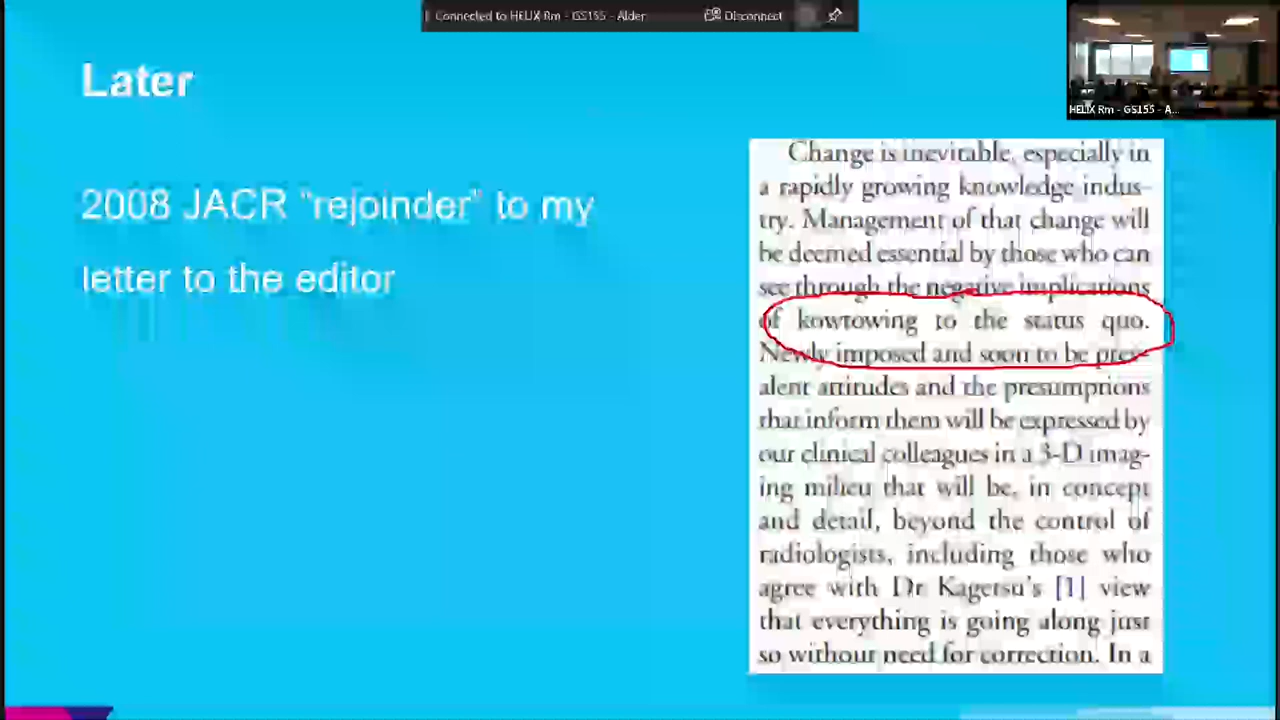 Connected to HELIX Rm - GS155 - Alder
Disconnect
HELIX Rm - GS155 - A...
Later
2008 JACR "rejoinder" to my
letter to the editor
Change is inevitable, especially in
a rapidly growing knowledge indus-
try. Management of that change will
be deemed essential by those who can
see through the negative implications
of kowtowing to the status quo.
Newly imposed and soon to be prev-
alent attitudes and the presumptions
that inform them will be expressed by
our clinical colleagues in a 3-D imag-
ing milieu that will be, in concept
and detail, beyond the control of
radiologists, including those who
agree with Dr Kagetsu's [1] view
that everything is going along just
so without need for correction. In a